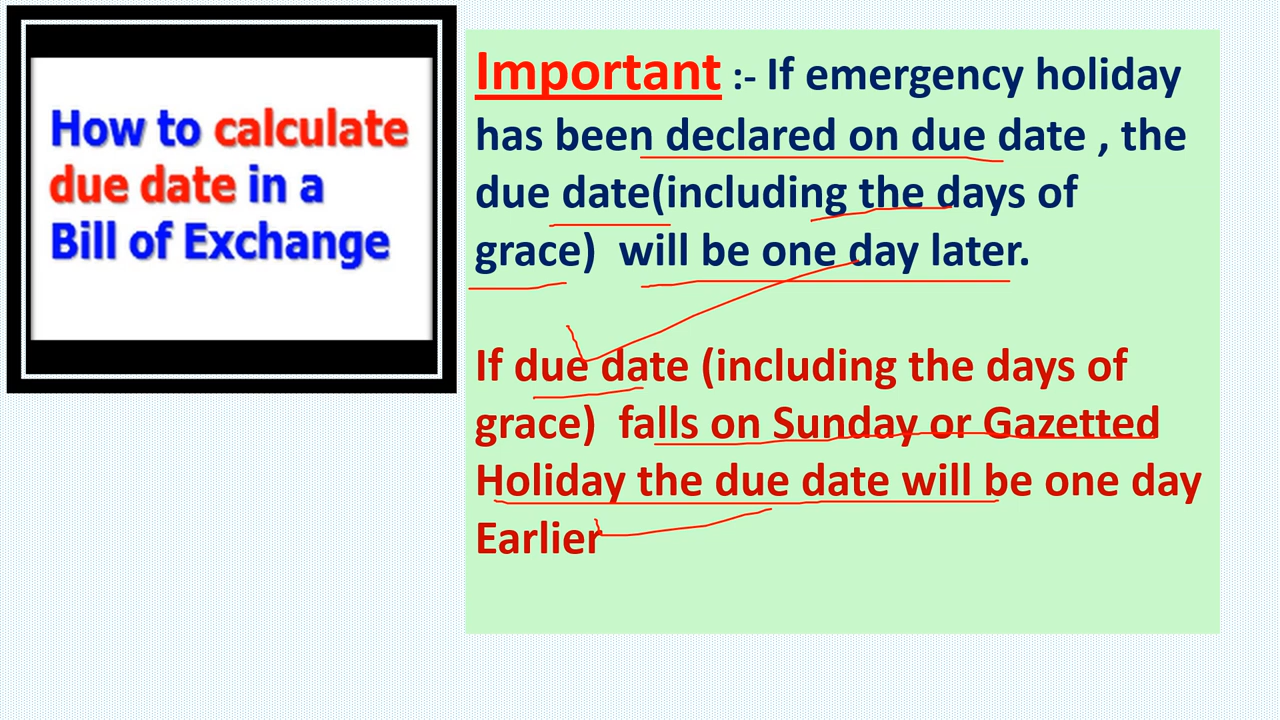 How to calculate
due date in a
Bill of Exchange
Important :- If emergency holiday
has been declared on due date , the
due date(including the days of
grace) will be one day later.
If due date (including the days of
grace) falls on Sunday or Gazetted
Holiday the due date will be one day
Earlier